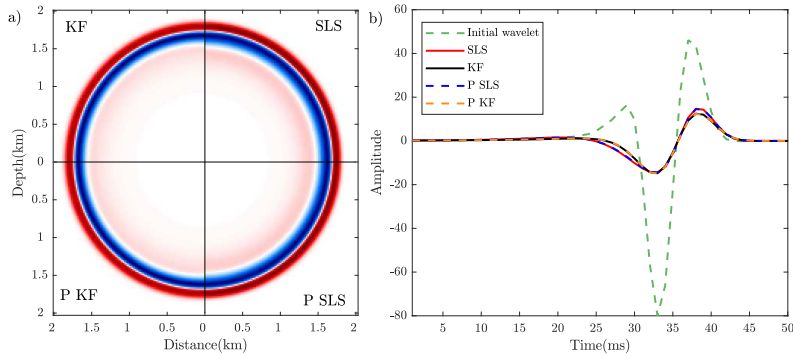 a)
KF
SLS
P KF
P SLS
2
1.5
1
0.5
0
0.5
1
1.5
2
2
1.5
1
0.5
0
0.5
1
1.5
2
Depth(km)
Distance(km)
b)
Initial wavelet
SLS
KF
P SLS
P KF
60
40
20
0
-20
-40
-60
-80
5
10
15
20
25
30
35
40
45
50
Amplitude
Time(ms)